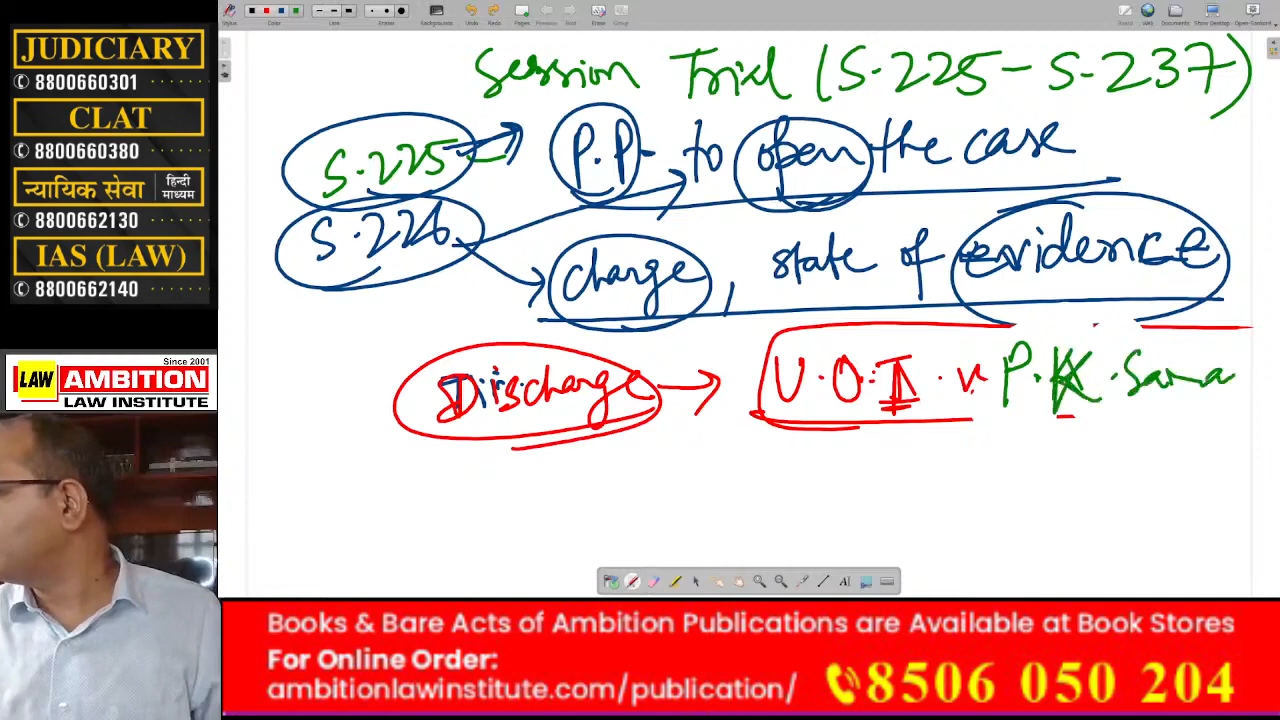 JUDICIARY
✆ 8800660301
CLAT
✆ 8800660380
न्यायिक सेवा हिन्दी माध्यम
✆ 8800662130
IAS (LAW)
✆ 8800662140
Since 2001
LAW AMBITION
LAW INSTITUTE
Session Trial (S.225 - S.237)
S.225 → P.P. to open the case
S.226
charge, state of evidence
Discharge → U.O.I. v. P.K. Sama
Books & Bare Acts of Ambition Publications are Available at Book Stores
For Online Order:
ambitionlawinstitute.com/publication/
8506 050 204